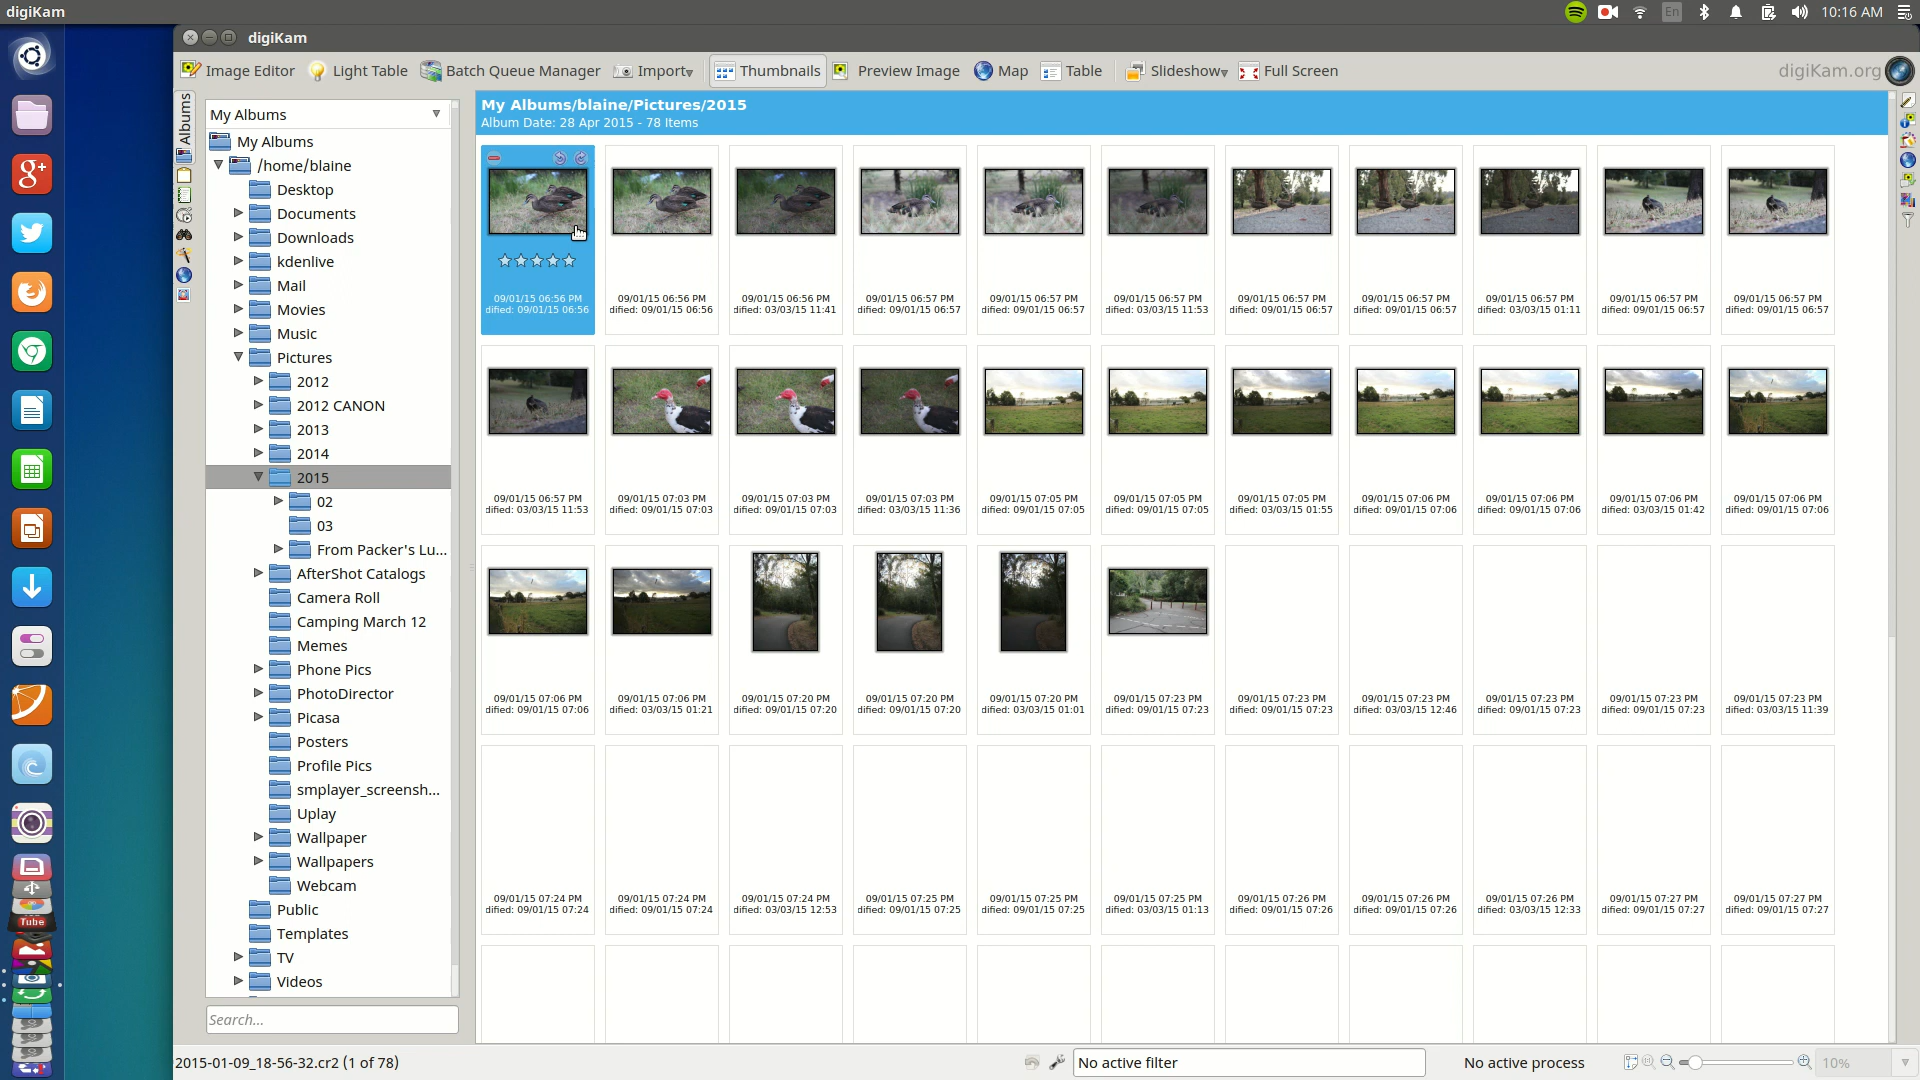 digiKam
En
10:16 AM
digiKam
Image Editor
Light Table
Batch Queue Manager
Import
Thumbnails
Preview Image
Map
Table
Slideshow
Full Screen
digiKam.org
Albums
My Albums
My Albums
/home/blaine
Desktop
Documents
Downloads
kdenlive
Mail
Movies
Music
Pictures
2012
2012 CANON
2013
2014
2015
02
03
From Packer's Lu...
AfterShot Catalogs
Camera Roll
Camping March 12
Memes
Phone Pics
PhotoDirector
Picasa
Posters
Profile Pics
smplayer_screensh...
Uplay
Wallpaper
Wallpapers
Webcam
Public
Templates
TV
Videos
Search...
My Albums/blaine/Pictures/2015
Album Date: 28 Apr 2015 - 78 Items
09/01/15 06:56 PM 09/01/15 06:56 PM 09/01/15 06:56 PM 09/01/15 06:57 PM 09/01/15 06:57 PM 09/01/15 06:57 PM 09/01/15 06:57 PM 09/01/15 06:57 PM 09/01/15 06:57 PM 09/01/15 06:57 PM 09/01/15 06:57 PM
dified: 09/01/15 06:56 dified: 09/01/15 06:56 dified: 03/03/15 11:41 dified: 09/01/15 06:57 dified: 09/01/15 06:57 dified: 03/03/15 11:53 dified: 09/01/15 06:57 dified: 09/01/15 06:57 dified: 03/03/15 01:11 dified: 09/01/15 06:57 dified: 09/01/15 06:57
09/01/15 06:57 PM 09/01/15 07:03 PM 09/01/15 07:03 PM 09/01/15 07:03 PM 09/01/15 07:05 PM 09/01/15 07:05 PM 09/01/15 07:05 PM 09/01/15 07:06 PM 09/01/15 07:06 PM 09/01/15 07:06 PM 09/01/15 07:06 PM
dified: 03/03/15 11:53 dified: 09/01/15 07:03 dified: 09/01/15 07:03 dified: 03/03/15 11:36 dified: 09/01/15 07:05 dified: 09/01/15 07:05 dified: 03/03/15 01:55 dified: 09/01/15 07:06 dified: 09/01/15 07:06 dified: 03/03/15 01:42 dified: 09/01/15 07:06
09/01/15 07:06 PM 09/01/15 07:06 PM 09/01/15 07:20 PM 09/01/15 07:20 PM 09/01/15 07:20 PM 09/01/15 07:23 PM 09/01/15 07:23 PM 09/01/15 07:23 PM 09/01/15 07:23 PM 09/01/15 07:23 PM 09/01/15 07:23 PM
dified: 09/01/15 07:06 dified: 03/03/15 01:21 dified: 09/01/15 07:20 dified: 09/01/15 07:20 dified: 03/03/15 01:01 dified: 09/01/15 07:23 dified: 09/01/15 07:23 dified: 03/03/15 12:46 dified: 09/01/15 07:23 dified: 09/01/15 07:23 dified: 03/03/15 11:39
09/01/15 07:24 PM 09/01/15 07:24 PM 09/01/15 07:24 PM 09/01/15 07:25 PM 09/01/15 07:25 PM 09/01/15 07:25 PM 09/01/15 07:26 PM 09/01/15 07:26 PM 09/01/15 07:26 PM 09/01/15 07:27 PM 09/01/15 07:27 PM
dified: 09/01/15 07:24 dified: 09/01/15 07:24 dified: 03/03/15 12:53 dified: 09/01/15 07:25 dified: 09/01/15 07:25 dified: 03/03/15 01:13 dified: 09/01/15 07:26 dified: 09/01/15 07:26 dified: 03/03/15 12:33 dified: 09/01/15 07:27 dified: 09/01/15 07:27
g+
Tube
2015-01-09_18-56-32.cr2 (1 of 78)
No active filter
No active process
10%